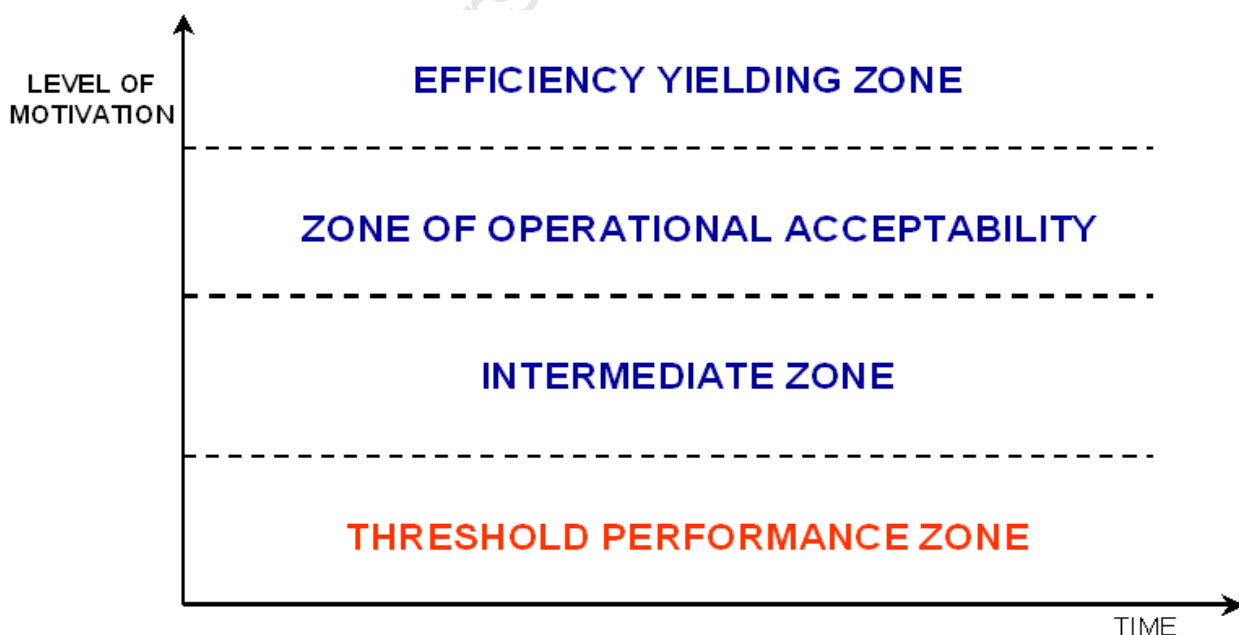 EFFICIENCY YIELDING ZONE
LEVEL OF
MOTIVATION
ZONE OF OPERATIONAL ACCEPTABILITY
INTERMEDIATE ZONE
THRESHOLD PERFORMANCE ZONE
TIME